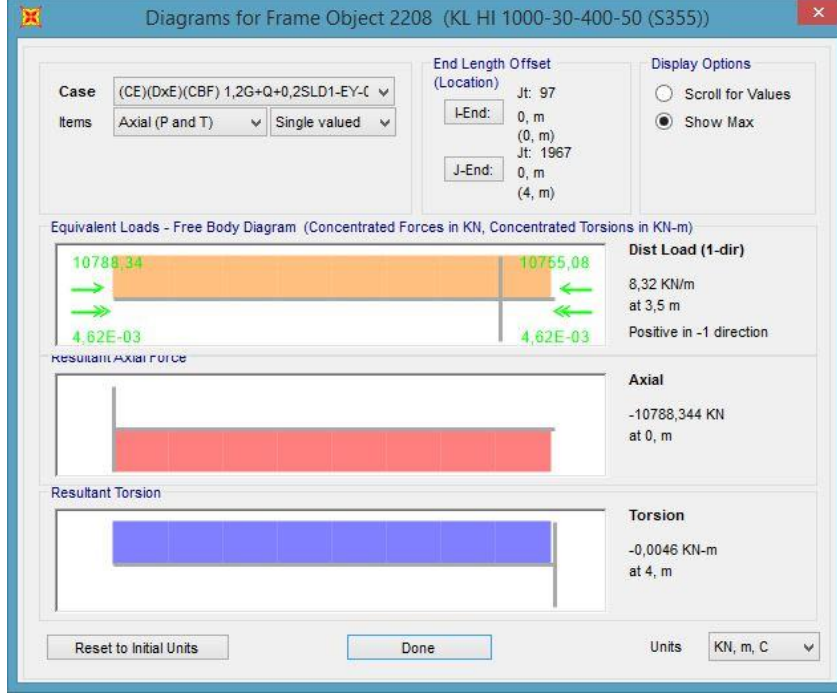 Diagrams for Frame Object 2208 (KL HI 1000-30-400-50 (S355))
Case
(CE)(DxE)(CBF) 1,2G+Q+0,2SLD1-EY-
Items
Axial (P and T)
Single valued
End Length Offset
(Location)
Jt: 97
I-End:
0, m
(0, m)
Jt: 1967
J-End:
0, m
(4, m)
Display Options
Scroll for Values
Show Max
Equivalent Loads - Free Body Diagram (Concentrated Forces in KN, Concentrated Torsions in KN-m)
10788,34
10755,08
4,62E-03
4,62E-03
Dist Load (1-dir)
8,32 KN/m
at 3,5 m
Positive in -1 direction
Resultant Axial Force
Axial
-10788,344 KN
at 0, m
Resultant Torsion
Torsion
-0,0046 KN-m
at 4, m
Reset to Initial Units
Done
Units
KN, m, C